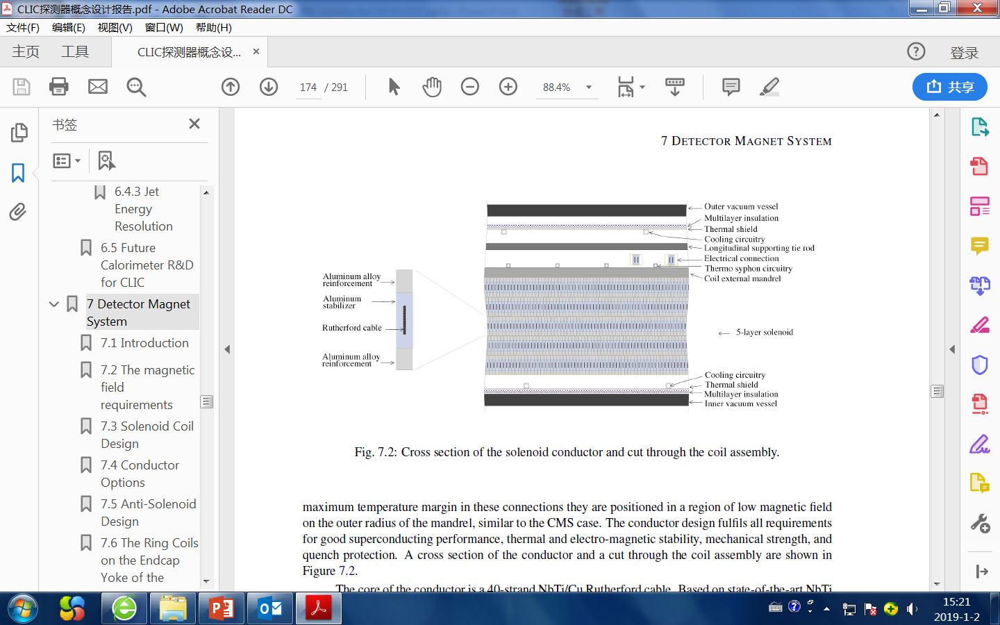 CLIC探测器概念设计报告.pdf - Adobe Acrobat Reader DC
文件(F) 编辑(E) 视图(V) 窗口(W) 帮助(H)
主页 工具 CLIC探测器概念设... × 登录
174 / 291 88.4% 共享
书签
6.4.3 Jet
Energy
Resolution
6.5 Future
Calorimeter R&D
for CLIC
7 Detector Magnet
System
7.1 Introduction
7.2 The magnetic
field
requirements
7.3 Solenoid Coil
Design
7.4 Conductor
Options
7.5 Anti-Solenoid
Design
7.6 The Ring Coils
on the Endcap
Yoke of the
7 DETECTOR MAGNET SYSTEM
Aluminum alloy
reinforcement
Aluminum
stabilizer
Rutherford cable
Aluminum alloy
reinforcement
Outer vacuum vessel
Multilayer insulation
Thermal shield
Cooling circuitry
Longitudinal supporting tie rod
Electrical connection
Thermo syphon circuitry
Coil external mandrel
5-layer solenoid
Cooling circuitry
Thermal shield
Multilayer insulation
Inner vacuum vessel
Fig. 7.2: Cross section of the solenoid conductor and cut through the coil assembly.
maximum temperature margin in these connections they are positioned in a region of low magnetic field
on the outer radius of the mandrel, similar to the CMS case. The conductor design fulfils all requirements
for good superconducting performance, thermal and electro-magnetic stability, mechanical strength, and
quench protection. A cross section of the conductor and a cut through the coil assembly are shown in
Figure 7.2.
The core of the conductor is a 40-strand NbTi/Cu Rutherford cable. Based on state-of-the-art NbTi
15:21
2019-1-2